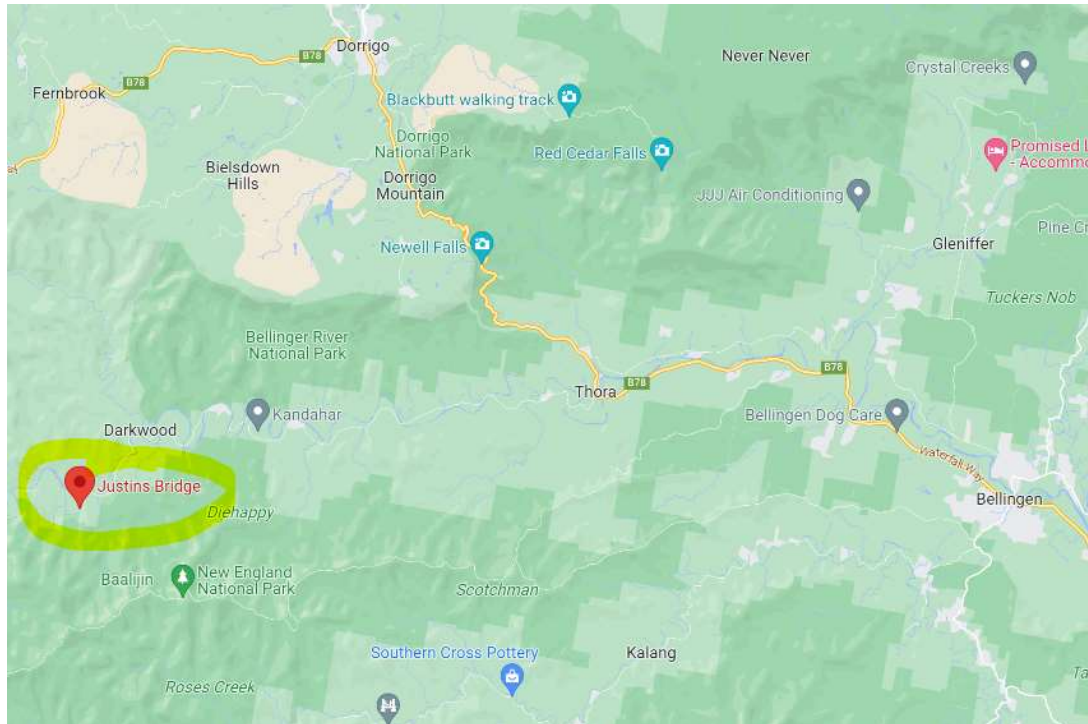 Dorrigo
Never Never
Crystal Creeks
B78
B78
Fernbrook
Blackbutt walking track
Dorrigo
National Park
Red Cedar Falls
Promised L
- Accommo
Bielsdown
Hills
Dorrigo
Mountain
JJJ Air Conditioning
Pine Cr
Newell Falls
Gleniffer
Tuckers Nob
Bellinger River
National Park
B78
B78
Thora
Kandahar
Bellingen Dog Care
Darkwood
Waterfall Way
Justins Bridge
Bellingen
Diehappy
Baalijin
New England
National Park
Scotchman
Southern Cross Pottery
Kalang
Roses Creek
Ta